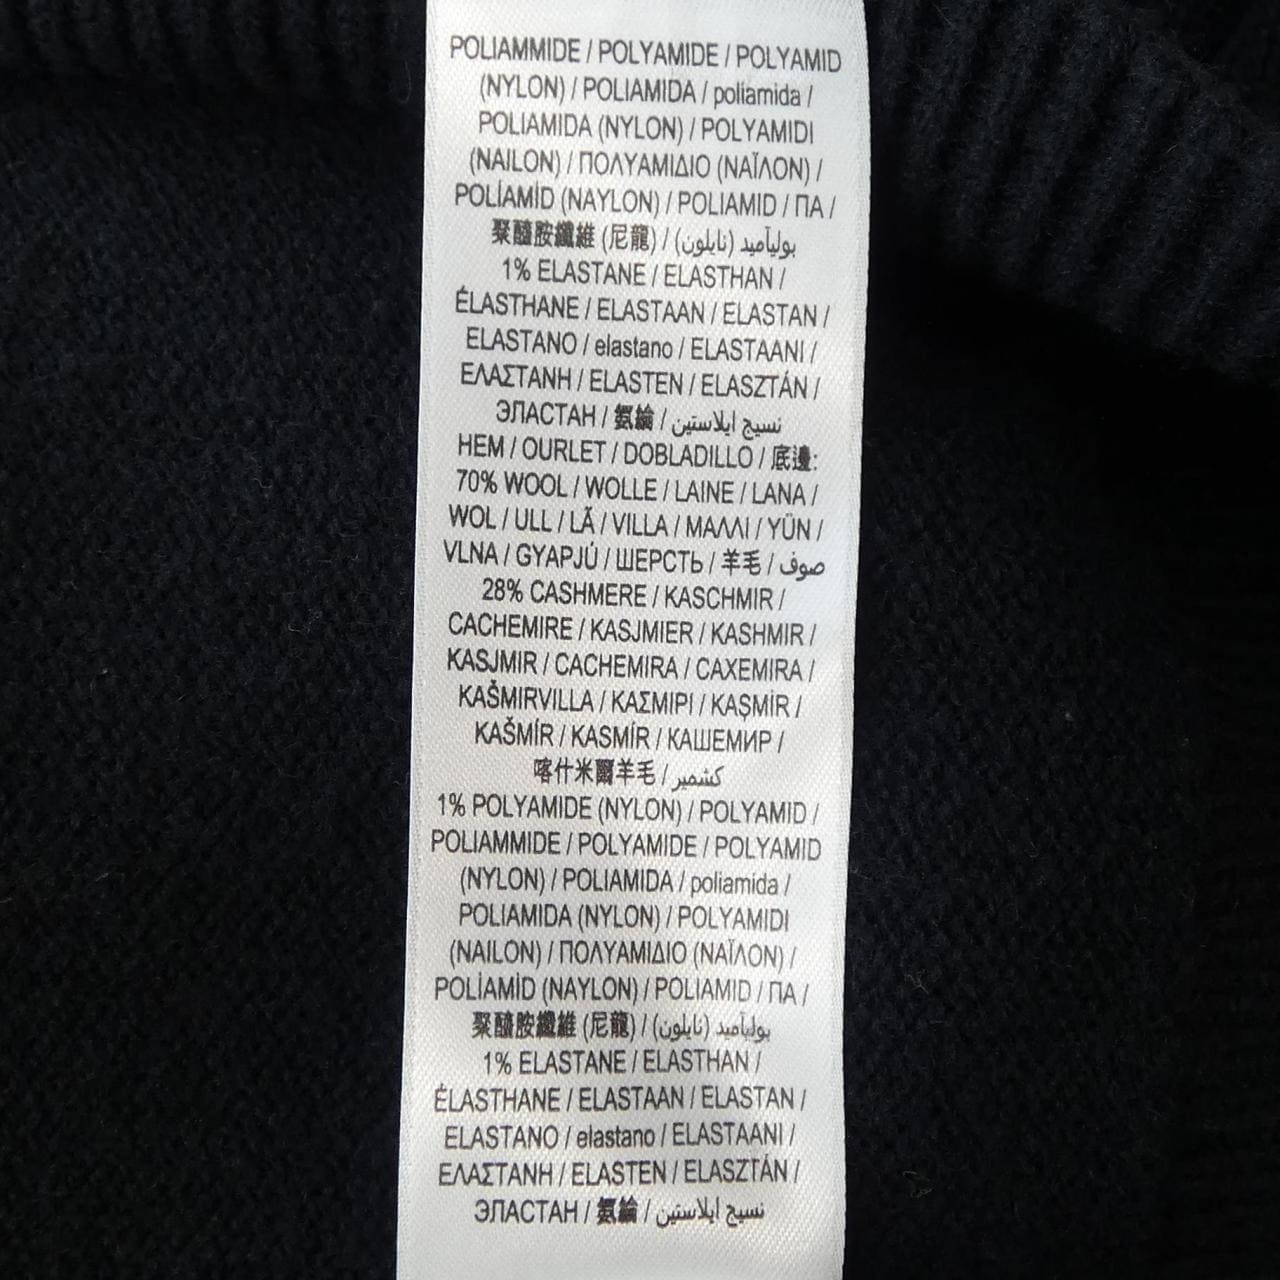 POLIAMMIDE / POLYAMIDE / POLYAMID
(NYLON) / POLIAMIDA / poliamida /
POLIAMIDA (NYLON) / POLYAMIDI
(NAILON) / ΠΟΛΥΑΜΙΔΙΟ (ΝΑΪΛΟΝ) /
POLİAMİD (NAYLON) / POLIAMID / ПА /
聚醯胺纖維 (尼龍) / بوليآميد (نايلون)
1% ELASTANE / ELASTHAN /
ÉLASTHANE / ELASTAAN / ELASTAN /
ELASTANO / elastano / ELASTAANI /
ΕΛΑΣΤΑΝΗ / ELASTEN / ELASZTÁN /
ЭЛАСТАН / 氨綸 / نسيج ايلاستين
HEM / OURLET / DOBLADILLO / 底邊:
70% WOOL / WOLLE / LAINE / LANA /
WOL / ULL / LÃ / VILLA / ΜΑΛΛΙ / YÜN /
VLNA / GYAPJÚ / ШЕРСТЬ / 羊毛 / صوف
28% CASHMERE / KASCHMIR /
CACHEMIRE / KASJMIER / KASHMIR /
KASJMIR / CACHEMIRA / CAXEMIRA /
KAŠMIRVILLA / ΚΑΣΜΙΡΙ / KAŞMİR /
KAŠMÍR / KASMÍR / КАШЕМИР /
喀什米爾羊毛 / كشمير
1% POLYAMIDE (NYLON) / POLYAMID /
POLIAMMIDE / POLYAMIDE / POLYAMID
(NYLON) / POLIAMIDA / poliamida /
POLIAMIDA (NYLON) / POLYAMIDI
(NAILON) / ΠΟΛΥΑΜΙΔΙΟ (ΝΑΪΛΟΝ) /
POLİAMİD (NAYLON) / POLIAMID / ПА /
聚醯胺纖維 (尼龍) / بوليآميد (نايلون)
1% ELASTANE / ELASTHAN /
ÉLASTHANE / ELASTAAN / ELASTAN /
ELASTANO / elastano / ELASTAANI /
ΕΛΑΣΤΑΝΗ / ELASTEN / ELASZTÁN /
ЭЛАСТАН / 氨綸 / نسيج ايلاستين